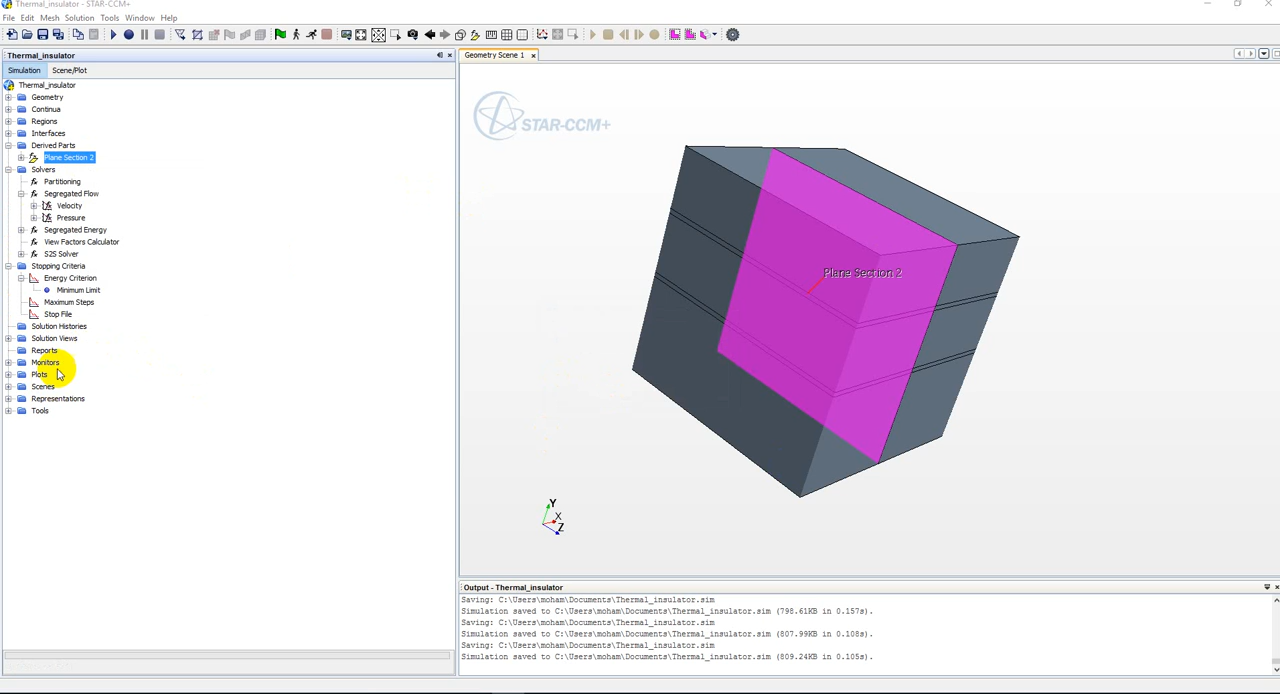 Thermal_insulator - STAR-CCM+
File Edit Mesh Solution Tools Window Help
Thermal_insulator
Simulation Scene/Plot
Thermal_insulator
Geometry
Continua
Regions
Interfaces
Derived Parts
Plane Section 2
Solvers
Partitioning
Segregated Flow
Velocity
Pressure
Segregated Energy
View Factors Calculator
S2S Solver
Stopping Criteria
Energy Criterion
Minimum Limit
Maximum Steps
Stop File
Solution Histories
Solution Views
Reports
Monitors
Plots
Scenes
Representations
Tools
Geometry Scene 1
STAR-CCM+
Plane Section 2
Y
X
Z
Output - Thermal_insulator
Saving: C:\Users\moham\Documents\Thermal_insulator.sim
Simulation saved to C:\Users\moham\Documents\Thermal_insulator.sim (798.61KB in 0.157s).
Saving: C:\Users\moham\Documents\Thermal_insulator.sim
Simulation saved to C:\Users\moham\Documents\Thermal_insulator.sim (807.99KB in 0.108s).
Saving: C:\Users\moham\Documents\Thermal_insulator.sim
Simulation saved to C:\Users\moham\Documents\Thermal_insulator.sim (809.24KB in 0.105s).